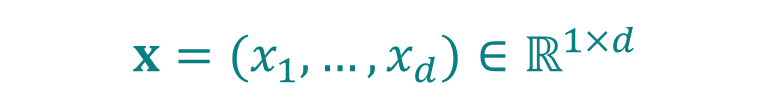 𝐱 = (𝑥₁, … , 𝑥_𝑑) ∈ ℝ^{1×𝑑}